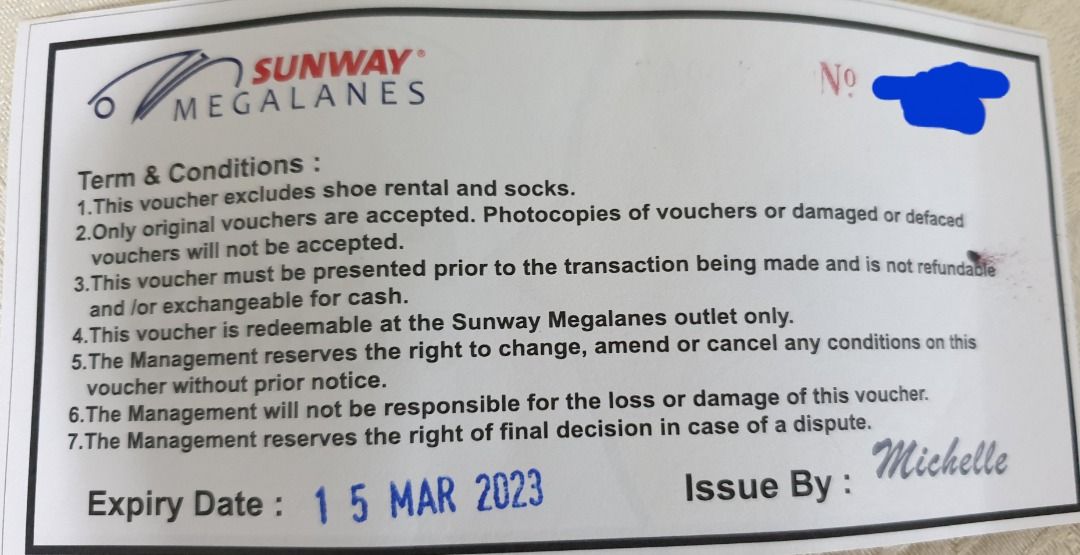 SUNWAY®
MEGALANES
Nº
Term & Conditions :
1.This voucher excludes shoe rental and socks.
2.Only original vouchers are accepted. Photocopies of vouchers or damaged or defaced
vouchers will not be accepted.
3.This voucher must be presented prior to the transaction being made and is not refundable
and /or exchangeable for cash.
4.This voucher is redeemable at the Sunway Megalanes outlet only.
5.The Management reserves the right to change, amend or cancel any conditions on this
voucher without prior notice.
6.The Management will not be responsible for the loss or damage of this voucher.
7.The Management reserves the right of final decision in case of a dispute.
Expiry Date : 15 MAR 2023 Issue By : Michelle